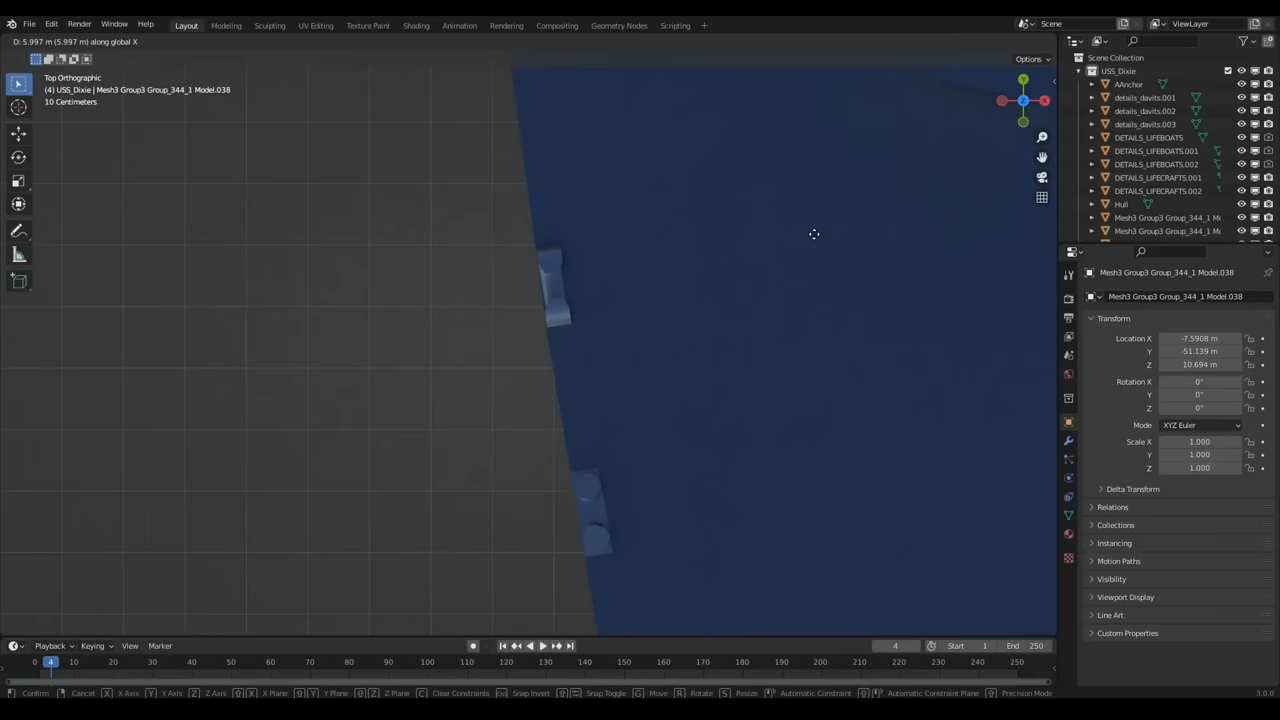 File Edit Render Window Help Layout Modeling Sculpting UV Editing Texture Paint Shading Animation Rendering Compositing Geometry Nodes Scripting + Scene ViewLayer
D: 5.997 m (5.997 m) along global X
Options
Top Orthographic
(4) USS_Dixie | Mesh3 Group3 Group_344_1 Model.038
10 Centimeters
Y
X
Z
Scene Collection
USS_Dixie
AAnchor
details_davits.001
details_davits.002
details_davits.003
DETAILS_LIFEBOATS
DETAILS_LIFEBOATS.001
DETAILS_LIFEBOATS.002
DETAILS_LIFECRAFTS.001
DETAILS_LIFECRAFTS.002
Hull
Mesh3 Group3 Group_344_1 Mo
Mesh3 Group3 Group_344_1 Mo
Mesh3 Group3 Group_344_1 Model.038
Mesh3 Group3 Group_344_1 Model.038
Transform
Location X -7.5908 m
Y -51.139 m
Z 10.694 m
Rotation X 0°
Y 0°
Z 0°
Mode XYZ Euler
Scale X 1.000
Y 1.000
Z 1.000
Delta Transform
Relations
Collections
Instancing
Motion Paths
Visibility
Viewport Display
Line Art
Custom Properties
Playback Keying View Marker 4 Start 1 End 250
0 4 10 20 30 40 50 60 70 80 90 100 110 120 130 140 150 160 170 180 190 200 210 220 230 240 250
Confirm Cancel X X Axis Y Y Axis Z Z Axis X X Plane Y Y Plane Z Z Plane C Clear Constraints Snap Invert Snap Toggle G Move R Rotate S Resize Automatic Constraint Automatic Constraint Plane Precision Mode 3.0.0